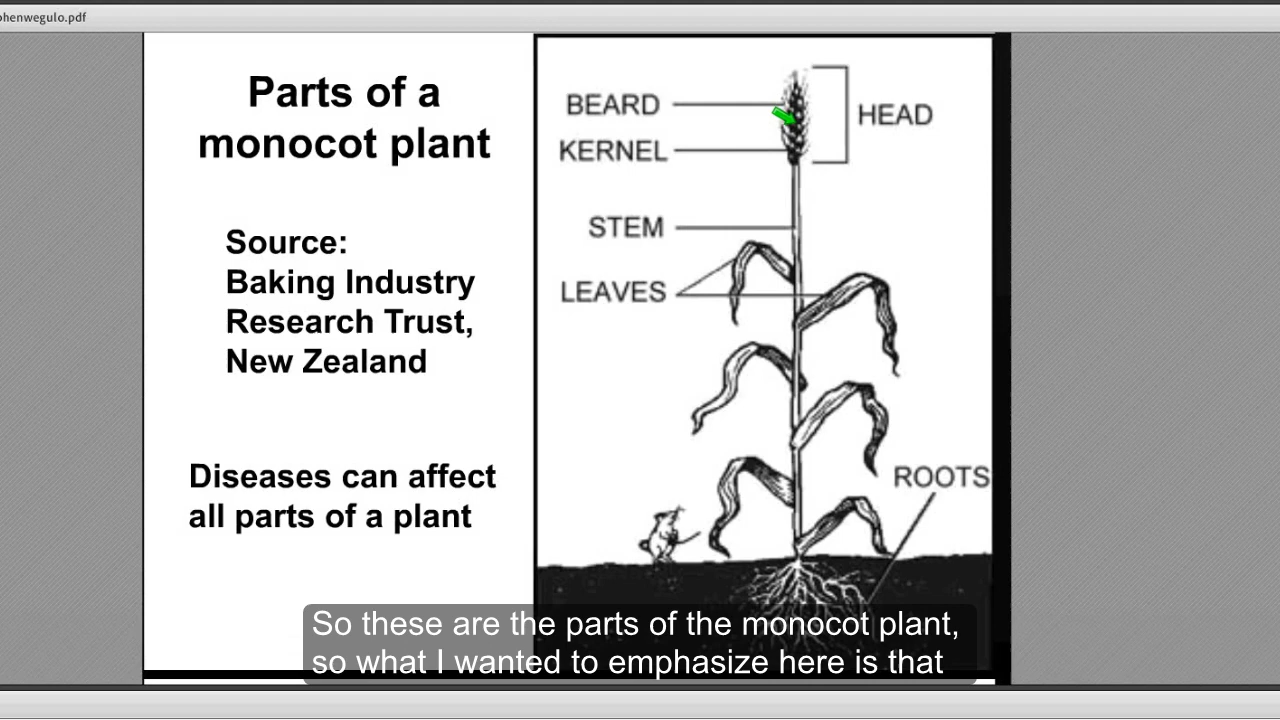 ohenwegulo.pdf
Parts of a
monocot plant
Source:
Baking Industry
Research Trust,
New Zealand
Diseases can affect
all parts of a plant
BEARD
KERNEL
HEAD
STEM
LEAVES
ROOTS
So these are the parts of the monocot plant,
so what I wanted to emphasize here is that